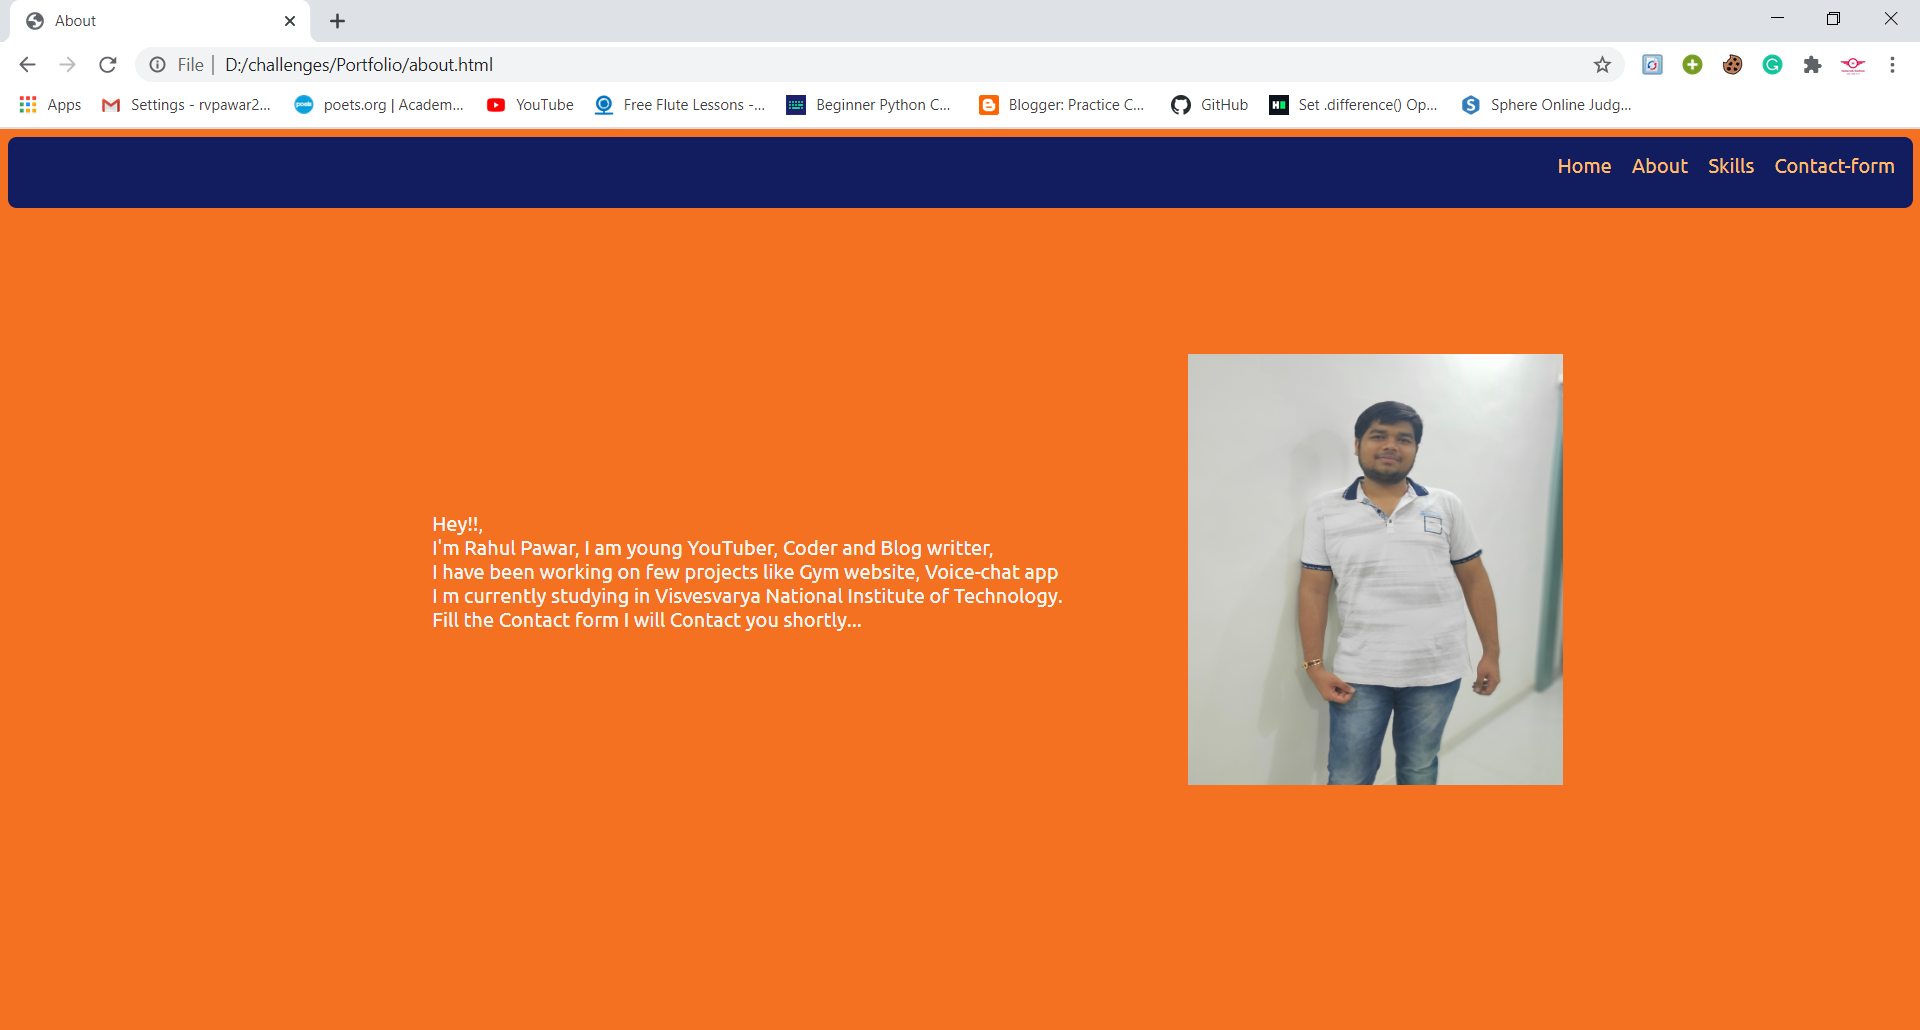 About
File
D:/challenges/Portfolio/about.html
Apps
Settings - rvpawar2...
poets.org | Academ...
YouTube
Free Flute Lessons -...
Beginner Python C...
Blogger: Practice C...
GitHub
Set .difference() Op...
Sphere Online Judg...
Home About Skills Contact-form
Hey!!,
I'm Rahul Pawar, I am young YouTuber, Coder and Blog writter,
I have been working on few projects like Gym website, Voice-chat app
I m currently studying in Visvesvarya National Institute of Technology.
Fill the Contact form I will Contact you shortly...